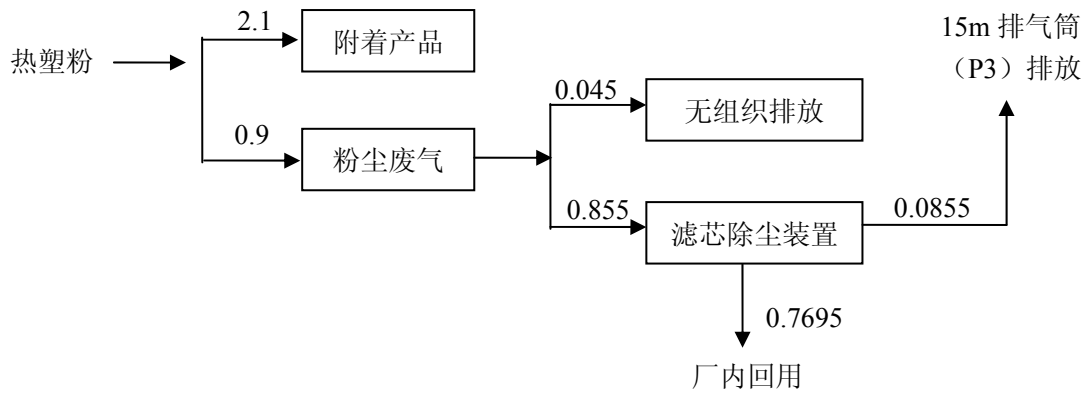 热塑粉
2.1
附着产品
0.9
粉尘废气
0.045
无组织排放
0.855
滤芯除尘装置
0.0855
15m 排气筒
（P3）排放
0.7695
厂内回用